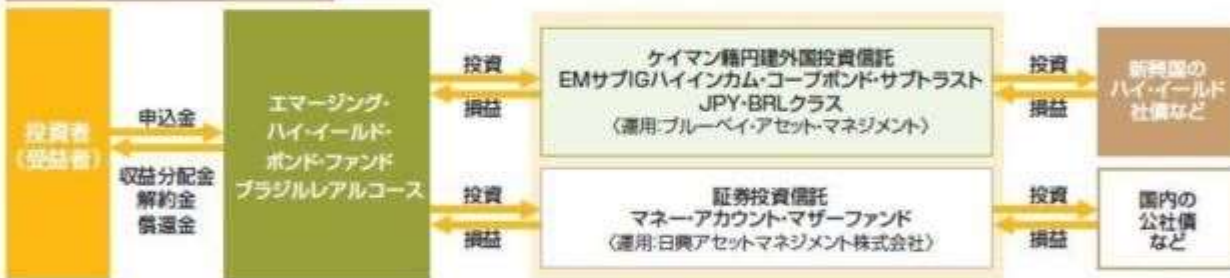 投資者
(受益者)
申込金
収益分配金
解約金
償還金
エマージング・
ハイ・イールド・
ボンド・ファンド
ブラジルレアルコース
投資
損益
ケイマン籍円建外国投資信託
EMサブIGハイインカム・コープボンド・サブトラスト
JPY・BRLクラス
〈運用:ブルーベイ・アセット・マネジメント〉
投資
損益
新興国の
ハイ・イールド
社債など
投資
損益
証券投資信託
マネー・アカウント・マザーファンド
〈運用:日興アセットマネジメント株式会社〉
投資
損益
国内の
公社債
など